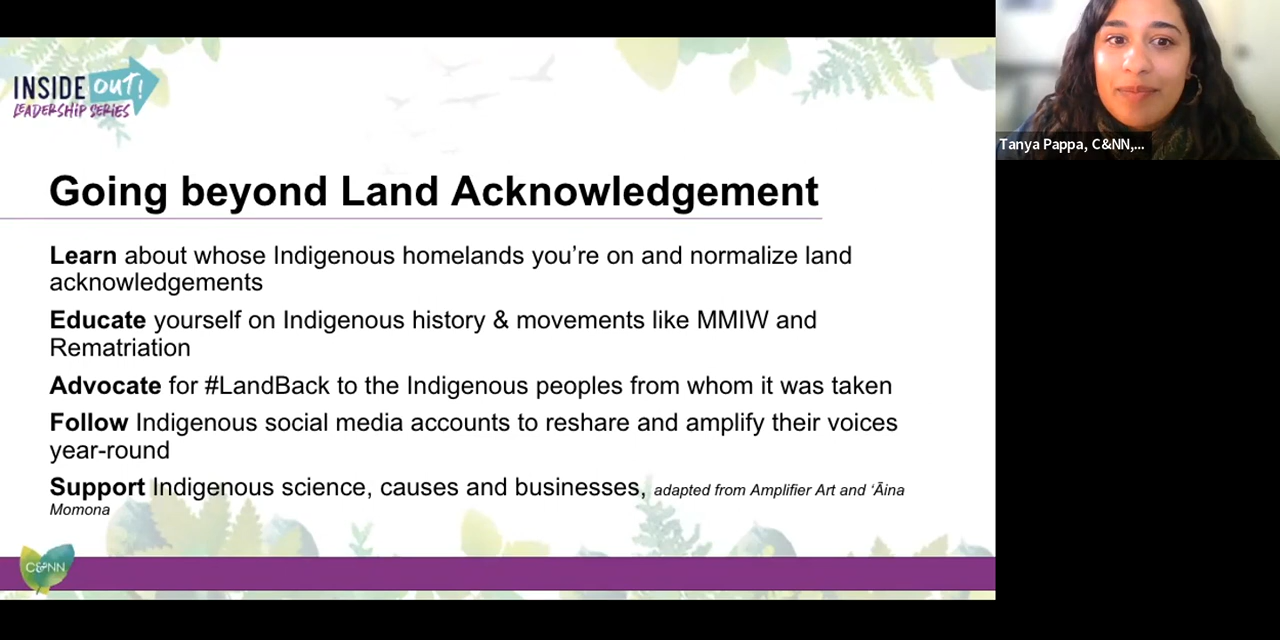 INSIDE OUT!
LEADERSHIP SERIES
Tanya Pappa, C&NN,...
Going beyond Land Acknowledgement
Learn about whose Indigenous homelands you’re on and normalize land
acknowledgements
Educate yourself on Indigenous history & movements like MMIW and
Rematriation
Advocate for #LandBack to the Indigenous peoples from whom it was taken
Follow Indigenous social media accounts to reshare and amplify their voices
year-round
Support Indigenous science, causes and businesses, adapted from Amplifier Art and ‘Āina
Momona
C&NN